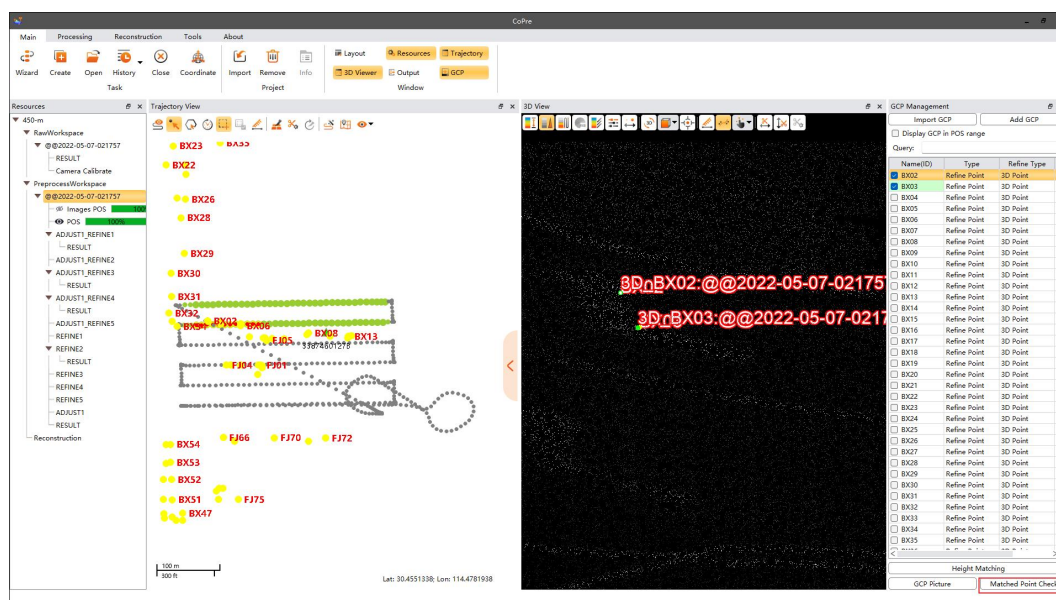 CoPre
Main Processing Reconstruction Tools About
Wizard Create Open History Close Coordinate Import Remove Info
Layout Resources Trajectory
3D Viewer Output GCP
Task Project Window
Resources
450-m
RawWorkspace
@@2022-05-07-021757
RESULT
Camera Calibrate
PreprocessWorkspace
@@2022-05-07-021757
Images POS 100
POS 100%
ADJUST1_REFINE1
RESULT
ADJUST1_REFINE2
ADJUST1_REFINE3
RESULT
ADJUST1_REFINE4
RESULT
ADJUST1_REFINE5
REFINE1
REFINE2
RESULT
REFINE3
REFINE4
REFINE5
ADJUST1
RESULT
Reconstruction
Trajectory View
BX23 BX33
BX22
BX26
BX28
BX29
BX30
BX31
BX32 BX02
BX06
BX08 BX13
FJ05
FJ04 FJ01
BX54 FJ66 FJ70 FJ72
BX53
BX52
BX51 FJ75
BX47
100 m
300 ft
Lat: 30.4551338; Lon: 114.4781938
3D View
BX02:@@2022-05-07-02175
BX03:@@2022-05-07-0217
GCP Management
Import GCP Add GCP
Display GCP in POS range
Query:
Name(ID) Type Refine Type
BX02 Refine Point 3D Point
BX03 Refine Point 3D Point
BX04 Refine Point 3D Point
BX05 Refine Point 3D Point
BX06 Refine Point 3D Point
BX07 Refine Point 3D Point
BX08 Refine Point 3D Point
BX09 Refine Point 3D Point
BX10 Refine Point 3D Point
BX11 Refine Point 3D Point
BX12 Refine Point 3D Point
BX13 Refine Point 3D Point
BX14 Refine Point 3D Point
BX15 Refine Point 3D Point
BX16 Refine Point 3D Point
BX17 Refine Point 3D Point
BX18 Refine Point 3D Point
BX19 Refine Point 3D Point
BX20 Refine Point 3D Point
BX21 Refine Point 3D Point
BX22 Refine Point 3D Point
BX23 Refine Point 3D Point
BX24 Refine Point 3D Point
BX25 Refine Point 3D Point
BX26 Refine Point 3D Point
BX27 Refine Point 3D Point
BX28 Refine Point 3D Point
BX29 Refine Point 3D Point
BX30 Refine Point 3D Point
BX31 Refine Point 3D Point
BX32 Refine Point 3D Point
BX33 Refine Point 3D Point
BX34 Refine Point 3D Point
BX35 Refine Point 3D Point
Height Matching
GCP Picture Matched Point Check